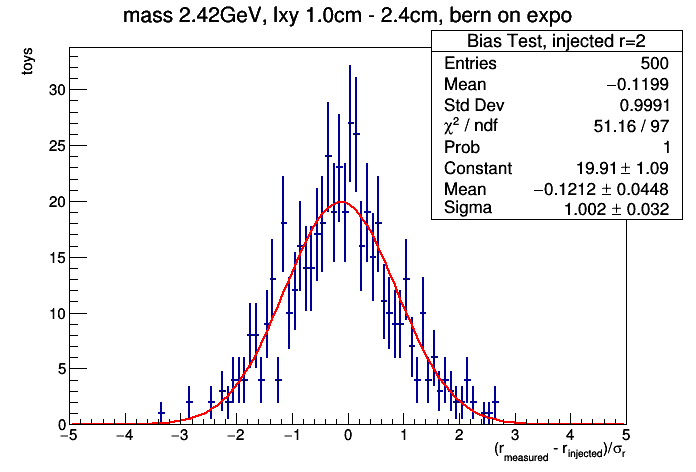 mass 2.42GeV, lxy 1.0cm - 2.4cm, bern on expo
toys
Bias Test, injected r=2
Entries 500
Mean −0.1199
Std Dev 0.9991
χ² / ndf 51.16 / 97
Prob 1
Constant 19.91 ± 1.09
Mean −0.1212 ± 0.0448
Sigma 1.002 ± 0.032
30
25
20
15
10
5
0
−5 −4 −3 −2 −1 0 1 2 3 4 5
(r_measured - r_injected)/σ_r